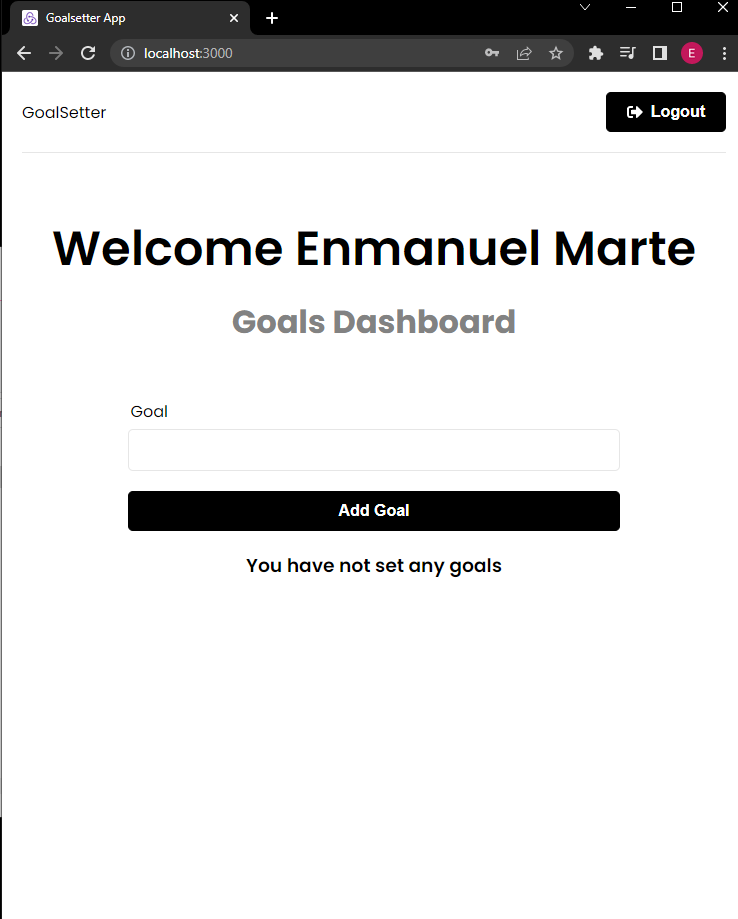 Goalsetter App
localhost:3000
E
GoalSetter
Logout
Welcome Enmanuel Marte
Goals Dashboard
Goal
Add Goal
You have not set any goals